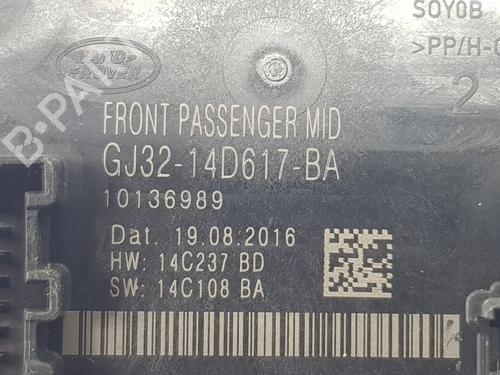 SOY0B
LAND
ROVER
>PP/H-
2
B-PARTS
FRONT PASSENGER MID
GJ32-14D617-BA
10136989
Dat. 19.08.2016
HW: 14C237 BD
SW: 14C108 BA